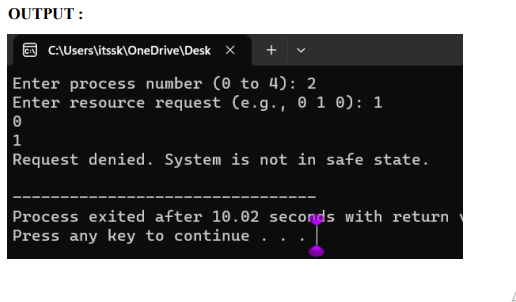 OUTPUT :
C:\Users\itssk\OneDrive\Desk
Enter process number (0 to 4): 2
Enter resource request (e.g., 0 1 0): 1
0
1
Request denied. System is not in safe state.
--------------------------------
Process exited after 10.02 seconds with return
Press any key to continue . . .